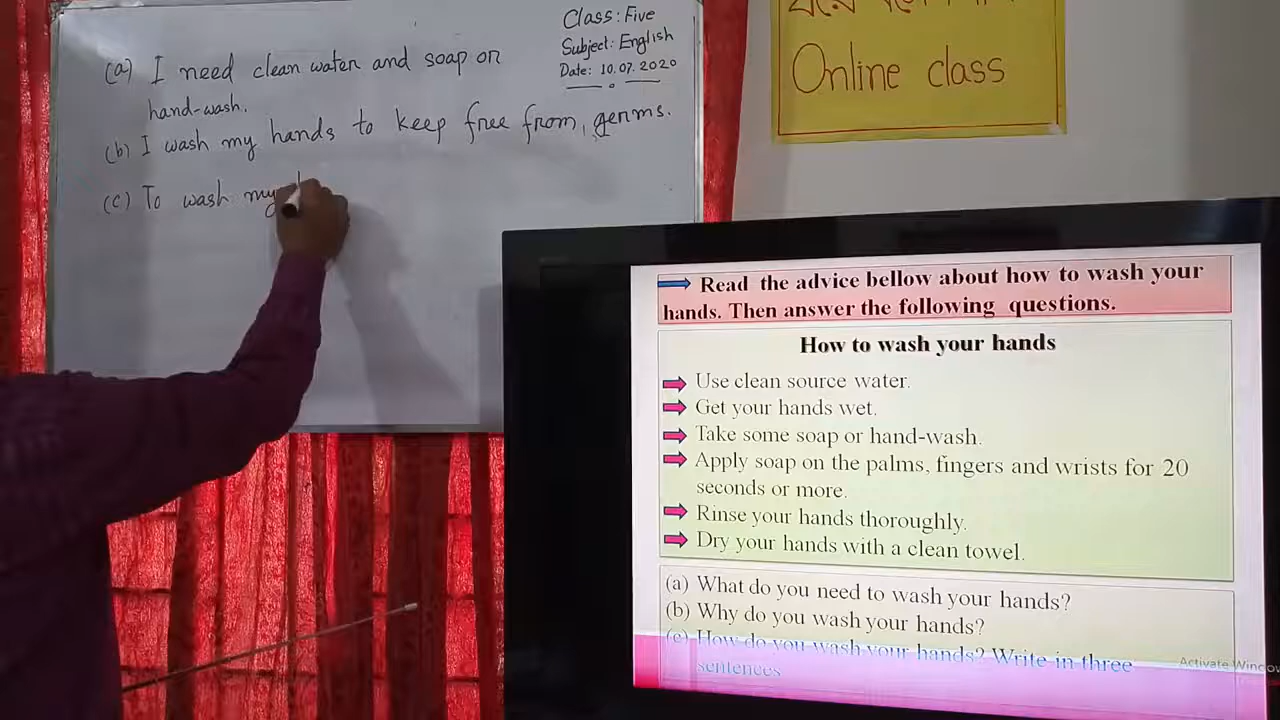 (a) I need clean water and soap or
hand-wash.
(b) I wash my hands to keep free from, germs.
(c) To wash my
Class: Five
Subject: English
Date: 10.07.2020
Online class
Read the advice bellow about how to wash your
hands. Then answer the following questions.
How to wash your hands
Use clean source water.
Get your hands wet.
Take some soap or hand-wash.
Apply soap on the palms, fingers and wrists for 20
seconds or more.
Rinse your hands thoroughly.
Dry your hands with a clean towel.
(a) What do you need to wash your hands?
(b) Why do you wash your hands?
(c) How do you wash your hands? Write in three
sentences
Activate Window